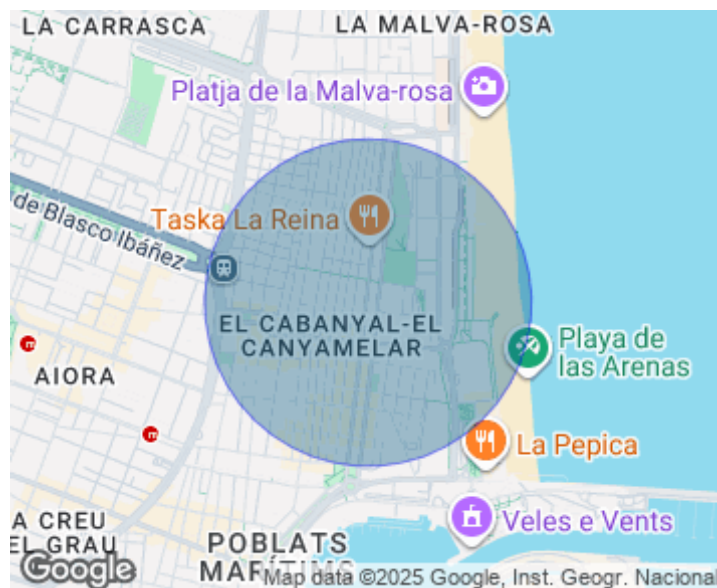 LA CARRASCA
LA MALVA-ROSA
Platja de la Malva-rosa
de Blasco Ibáñez
Taska La Reina
EL CABANYAL-EL
CANYAMELAR
Playa de
las Arenas
AIORA
m
m
La Pepica
A CREU
EL GRAU
Veles e Vents
POBLATS
MARÍTIMS
Google
Map data ©2025 Google, Inst. Geogr. Nacional